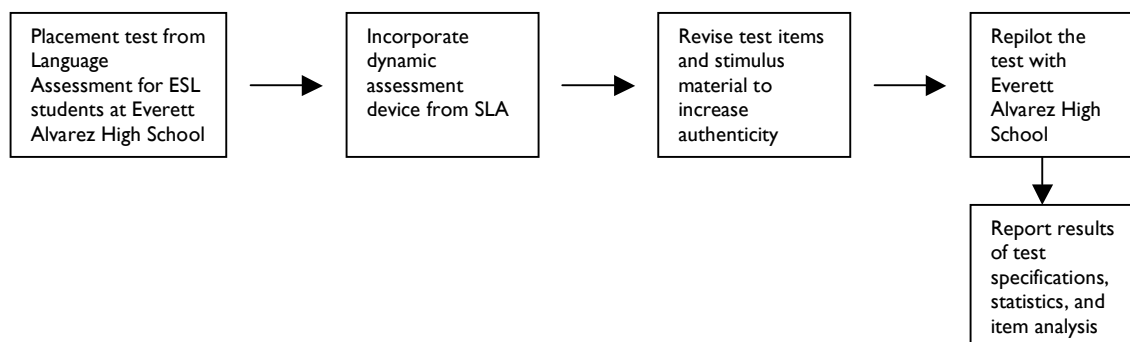 Placement test from
Language
Assessment for ESL
students at Everett
Alvarez High School
Incorporate
dynamic
assessment
device from SLA
Revise test items
and stimulus
material to
increase
authenticity
Repilot the
test with
Everett
Alvarez High
School
Report results
of test
specifications,
statistics, and
item analysis